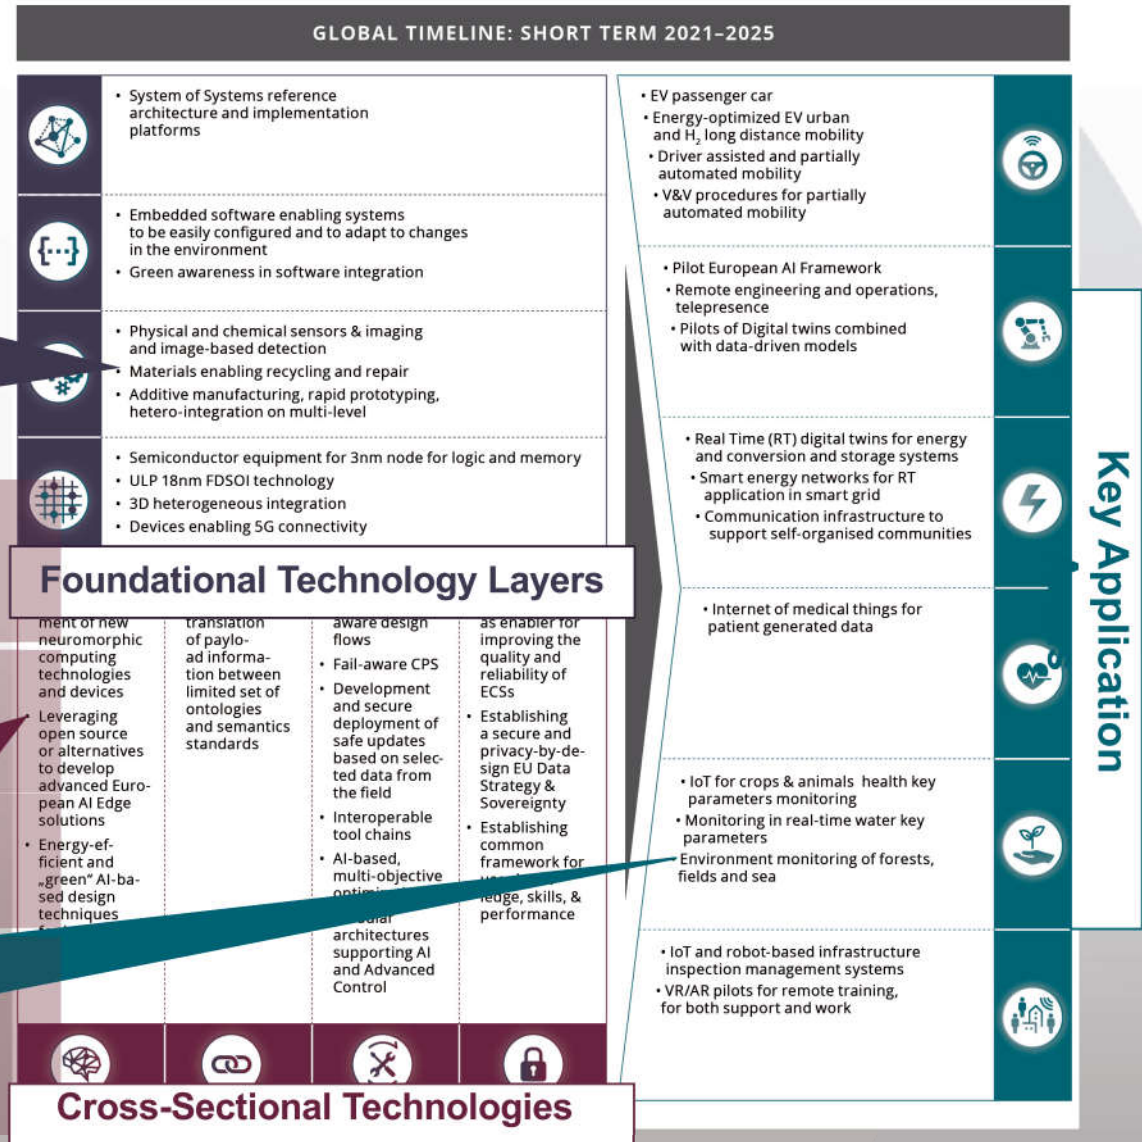 GLOBAL TIMELINE: SHORT TERM 2021–2025
• System of Systems reference
architecture and implementation
platforms
• Embedded software enabling systems
to be easily configured and to adapt to changes
in the environment
• Green awareness in software integration
• Physical and chemical sensors & imaging
and image-based detection
• Materials enabling recycling and repair
• Additive manufacturing, rapid prototyping,
hetero-integration on multi-level
• Semiconductor equipment for 3nm node for logic and memory
• ULP 18nm FDSOI technology
• 3D heterogeneous integration
• Devices enabling 5G connectivity
Foundational Technology Layers
ment of new
neuromorphic
computing
technologies
and devices
• Leveraging
open source
or alternatives
to develop
advanced Euro-
pean AI Edge
solutions
• Energy-ef-
ficient and
„green“ AI-ba-
sed design
techniques
translation
of paylo-
ad informa-
tion between
limited set of
ontologies
and semantics
standards
aware design
flows
• Fail-aware CPS
• Development
and secure
deployment of
safe updates
based on selec-
ted data from
the field
• Interoperable
tool chains
• AI-based,
multi-objective
architectures
supporting AI
and Advanced
Control
as enabler for
improving the
quality and
reliability of
ECSs
• Establishing
a secure and
privacy-by-de-
sign EU Data
Strategy &
Sovereignty
• Establishing
common
framework for
ledge, skills, &
performance
Cross-Sectional Technologies
• EV passenger car
• Energy-optimized EV urban
and H2 long distance mobility
• Driver assisted and partially
automated mobility
• V&V procedures for partially
automated mobility
• Pilot European AI Framework
• Remote engineering and operations,
telepresence
• Pilots of Digital twins combined
with data-driven models
• Real Time (RT) digital twins for energy
and conversion and storage systems
• Smart energy networks for RT
application in smart grid
• Communication infrastructure to
support self-organised communities
• Internet of medical things for
patient generated data
• IoT for crops & animals health key
parameters monitoring
• Monitoring in real-time water key
parameters
Environment monitoring of forests,
fields and sea
• IoT and robot-based infrastructure
inspection management systems
• VR/AR pilots for remote training,
for both support and work
Key Application